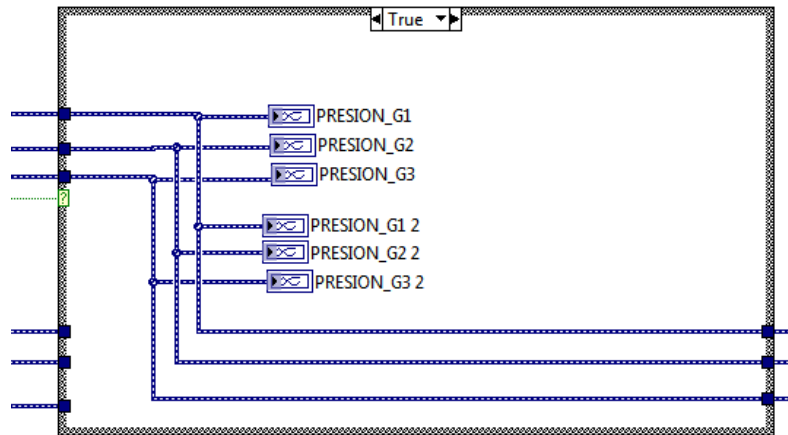 True
PRESION_G1
PRESION_G2
PRESION_G3
?
PRESION_G1 2
PRESION_G2 2
PRESION_G3 2